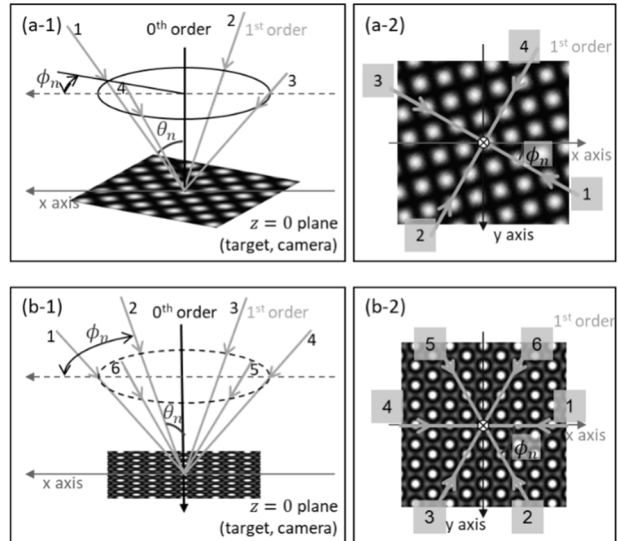 (a-1)
1
0th order
2
1st order
ϕn
4
3
θn
x axis
z = 0 plane
(target, camera)
(a-2)
4
1st order
3
x axis
ϕn
1
2
y axis
(b-1)
1
ϕn
2
0th order
3
1st order
4
6
5
θn
x axis
z = 0 plane
(target, camera)
(b-2)
1st order
5
6
4
1
x axis
ϕn
3
y axis
2